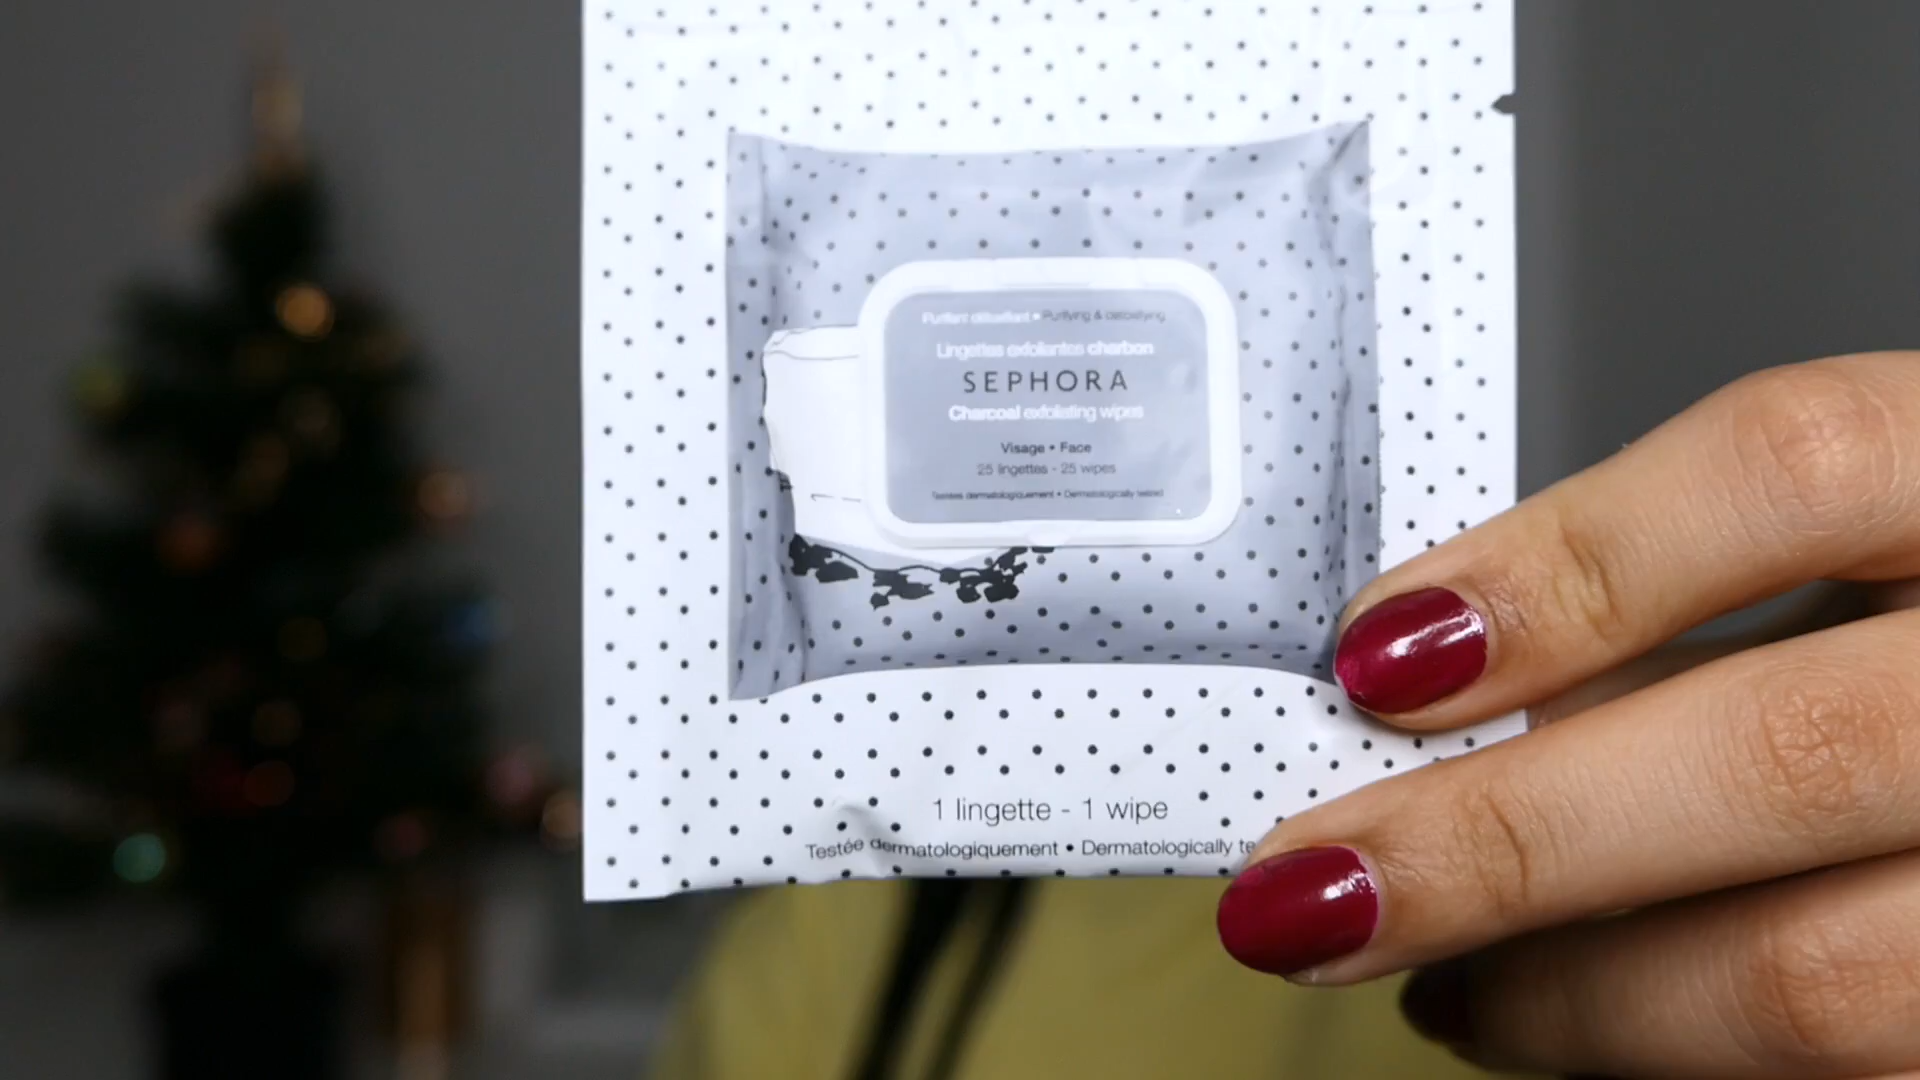 Purifiant détoxifiant • Purifying & detoxifying
Lingettes exfoliantes charbon
SEPHORA
Charcoal exfoliating wipes
Visage • Face
25 lingettes - 25 wipes
Testées dermatologiquement • Dermatologically tested
1 lingette - 1 wipe
Testée dermatologiquement • Dermatologically te